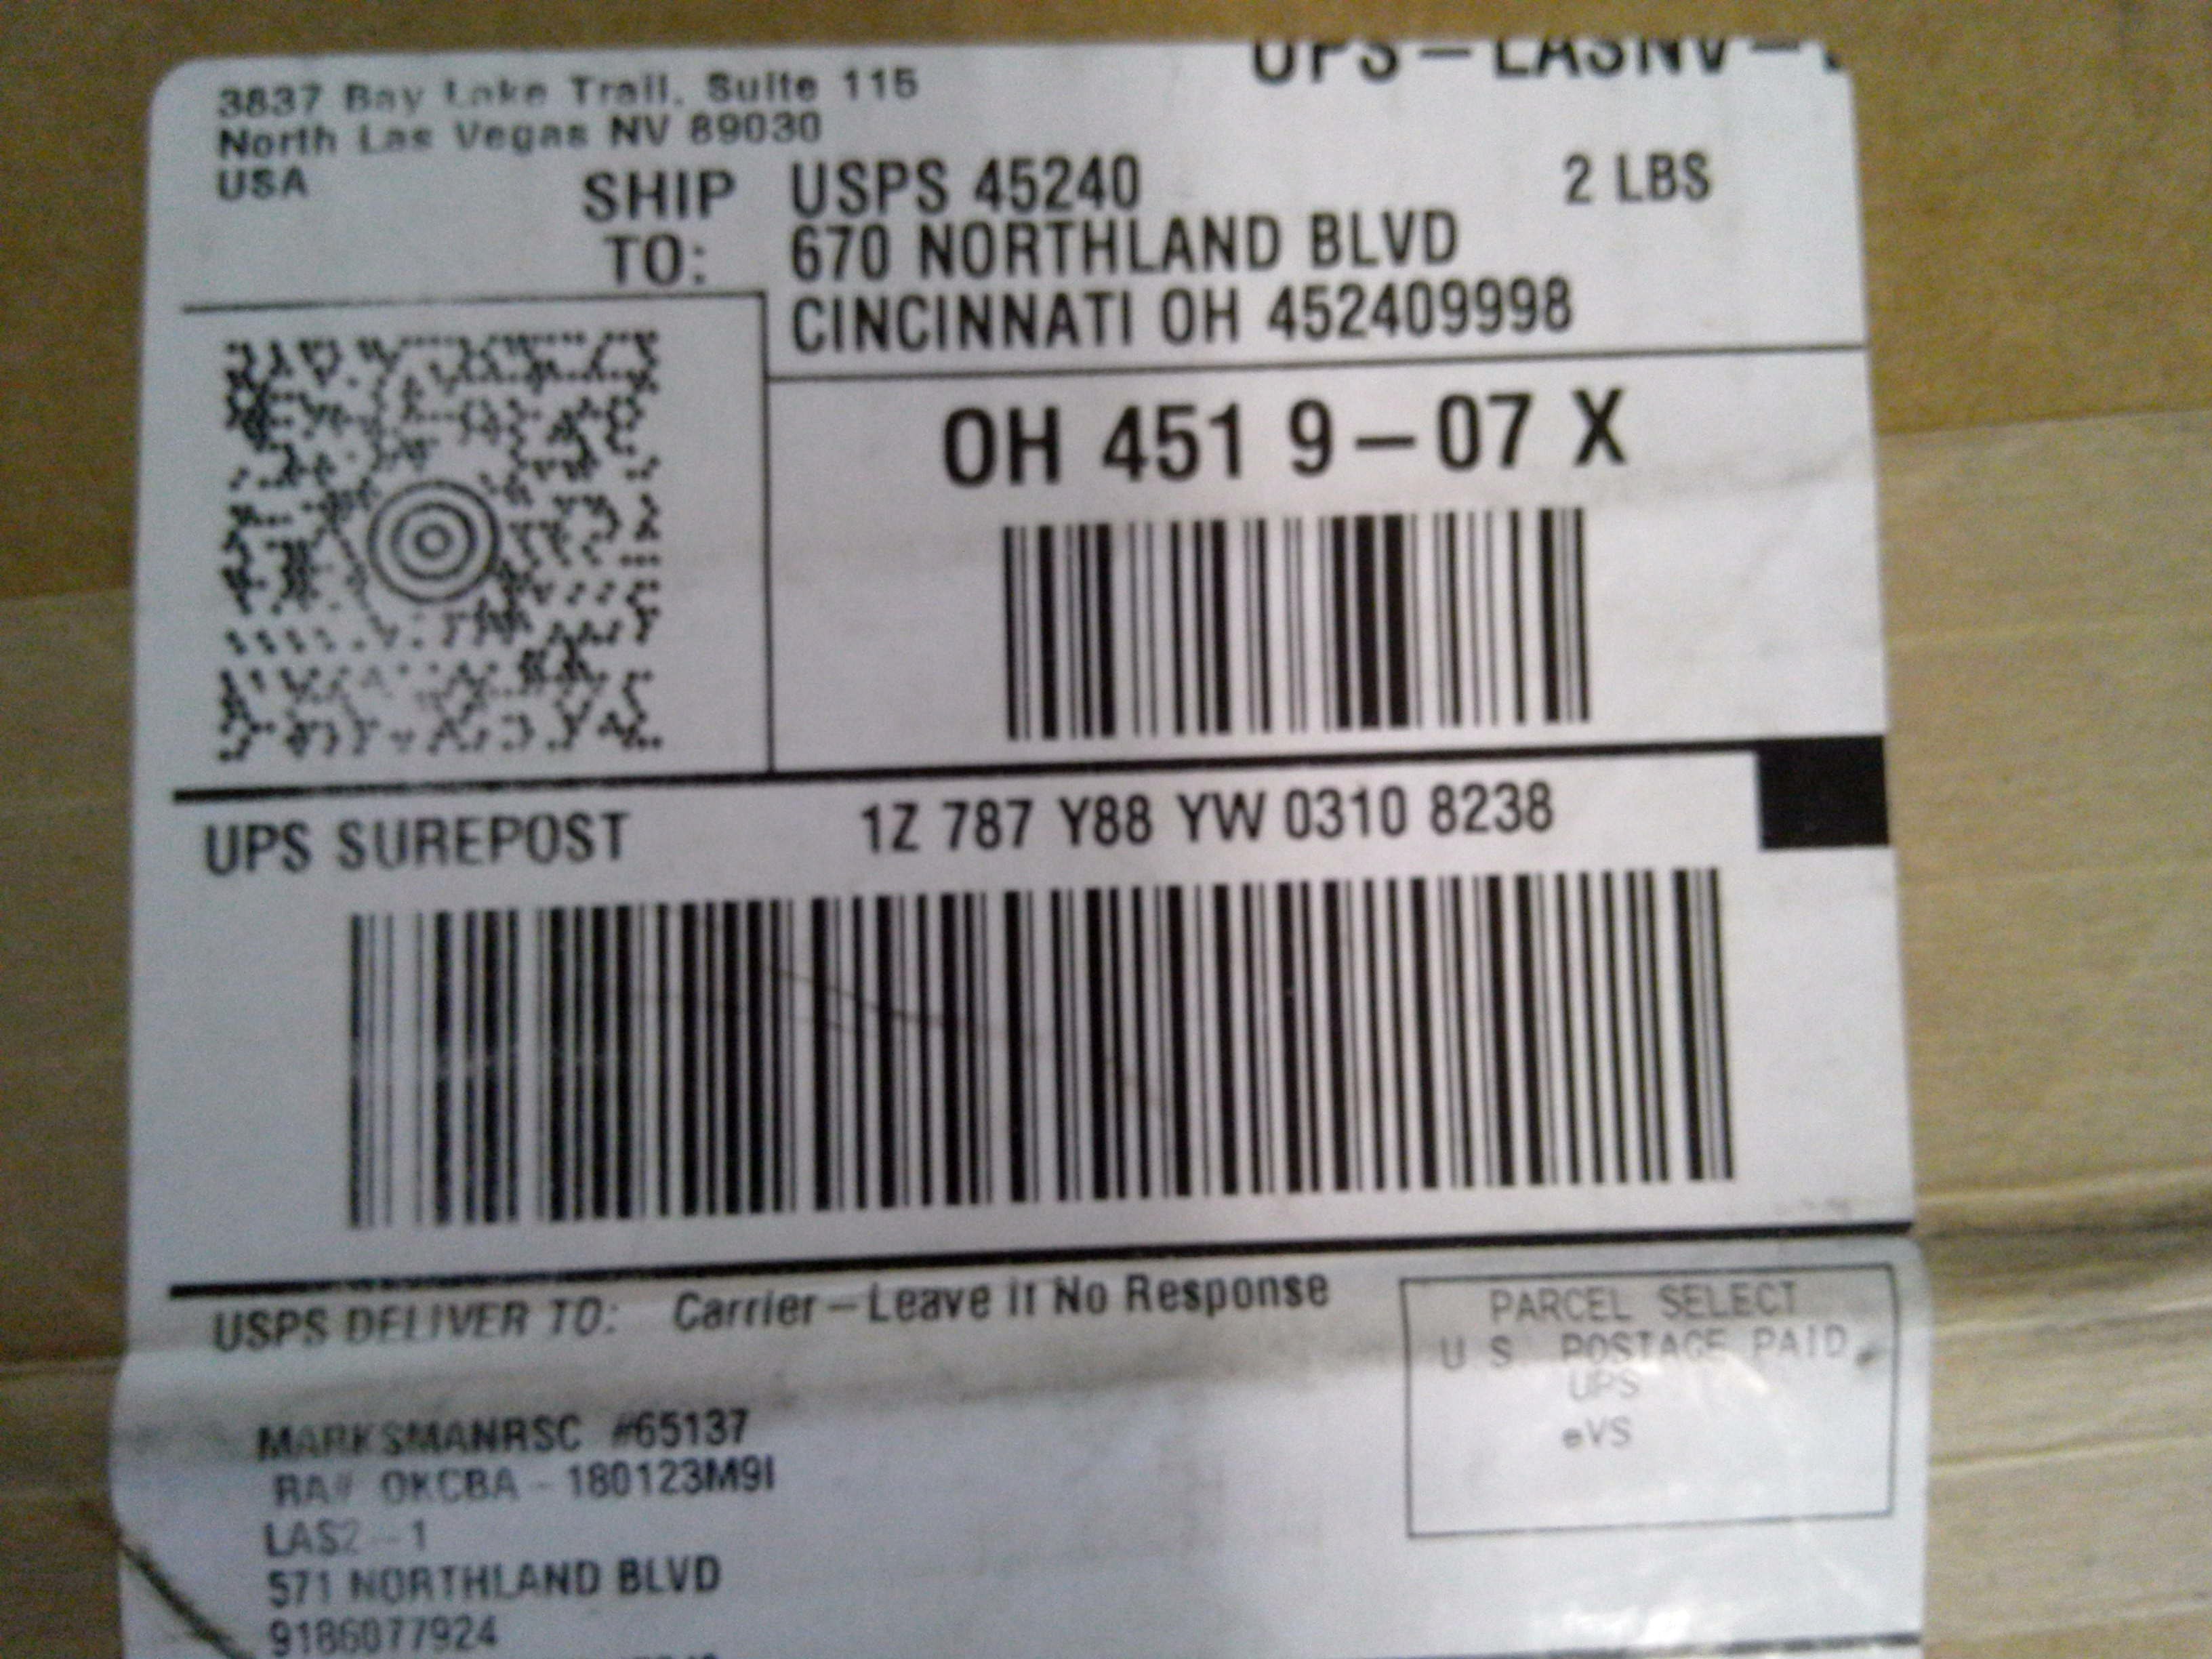 UPS – LASNV –
3837 Bay Lake Trail, Suite 115
North Las Vegas NV 89030
USA
2 LBS
SHIP TO:
USPS 45240
670 NORTHLAND BLVD
CINCINNATI OH 452409998
OH 451 9–07 X
UPS SUREPOST
1Z 787 Y88 YW 0310 8238
USPS DELIVER TO: Carrier–Leave If No Response
PARCEL SELECT
U S POSTAGE PAID
UPS
eVS
MARKSMANRSC #65137
RA# OKCBA - 180123M9I
LAS2 - 1
571 NORTHLAND BLVD
9186077924